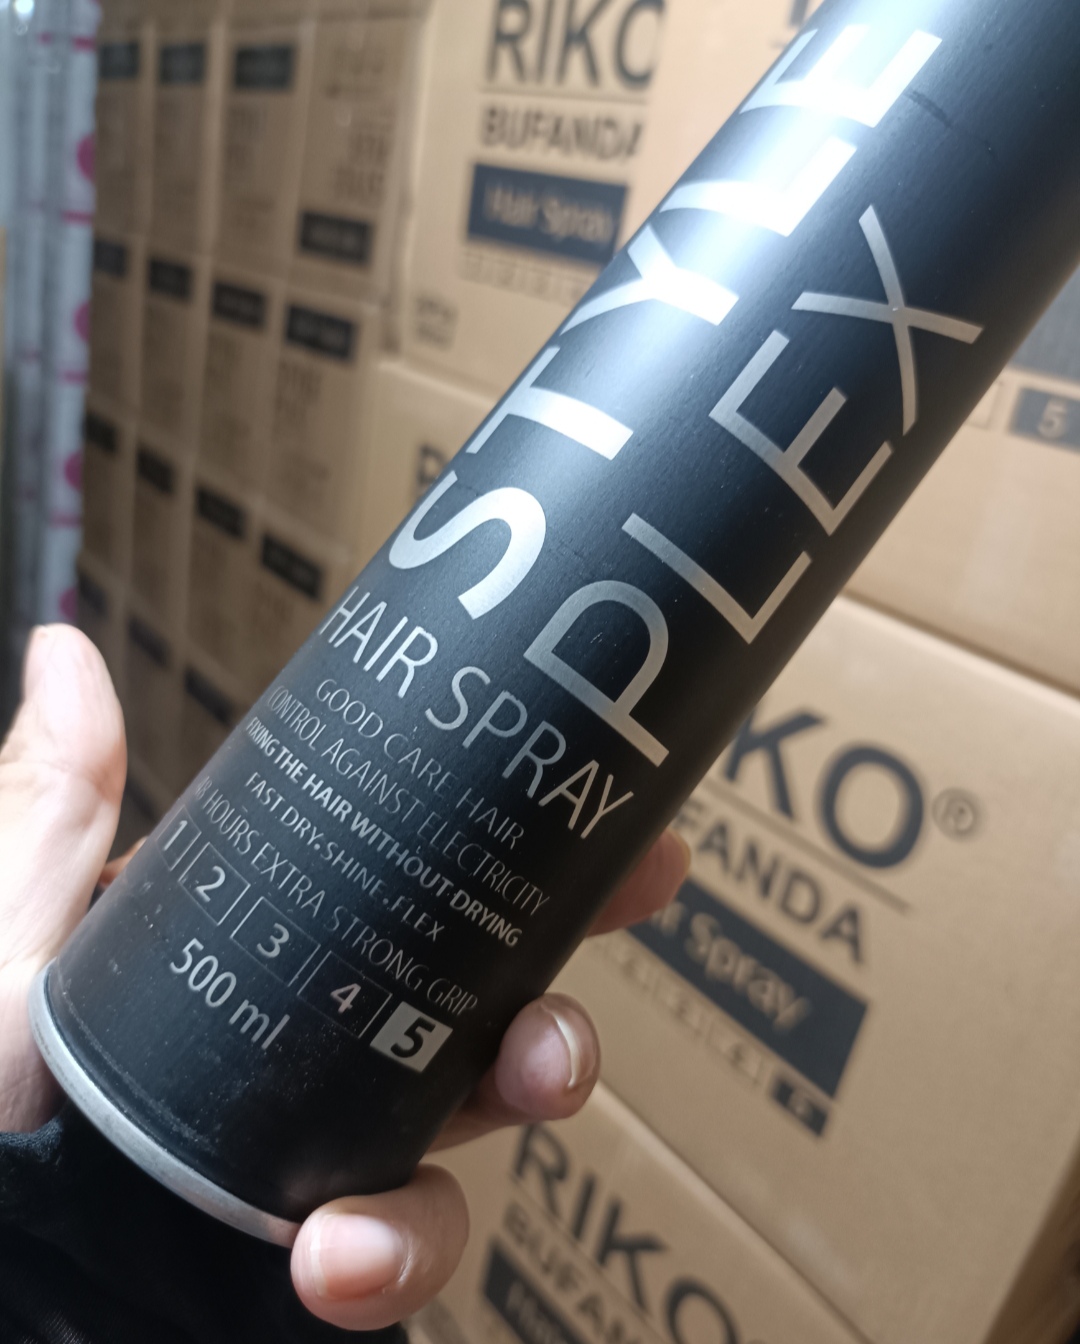 STYLE
PLEX
HAIR SPRAY
GOOD CARE HAIR
CONTROL AGAINST ELECTRICITY
FIXING THE HAIR WITHOUT DRYING
FAST DRY.SHINE.FLEX
48 HOURS EXTRA STRONG GRIP
1 2 3 4 5
500 ml
RIKO
BUFANDA
Hair Spray
5
RIKO®
BUFANDA
Hair Spray
RIKO
BUFANDA